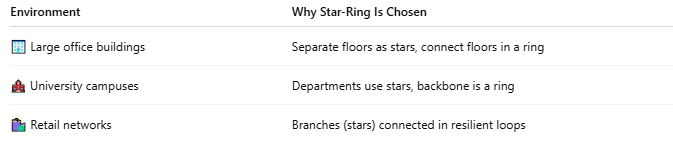 Environment Why Star-Ring Is Chosen
🏢 Large office buildings Separate floors as stars, connect floors in a ring
🏫 University campuses Departments use stars, backbone is a ring
🛍️ Retail networks Branches (stars) connected in resilient loops